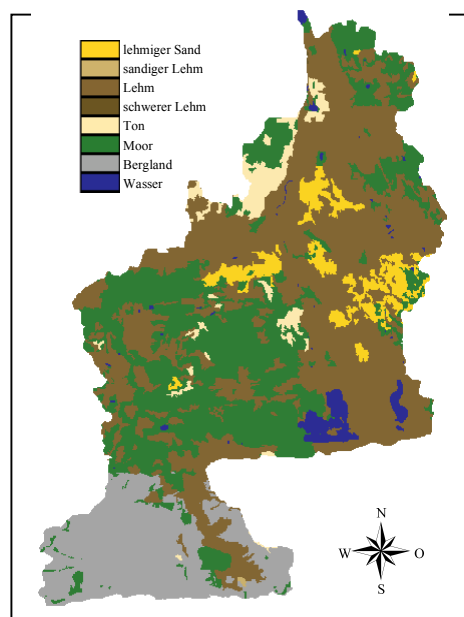 lehmiger Sand
sandiger Lehm
Lehm
schwerer Lehm
Ton
Moor
Bergland
Wasser
N
W O
S